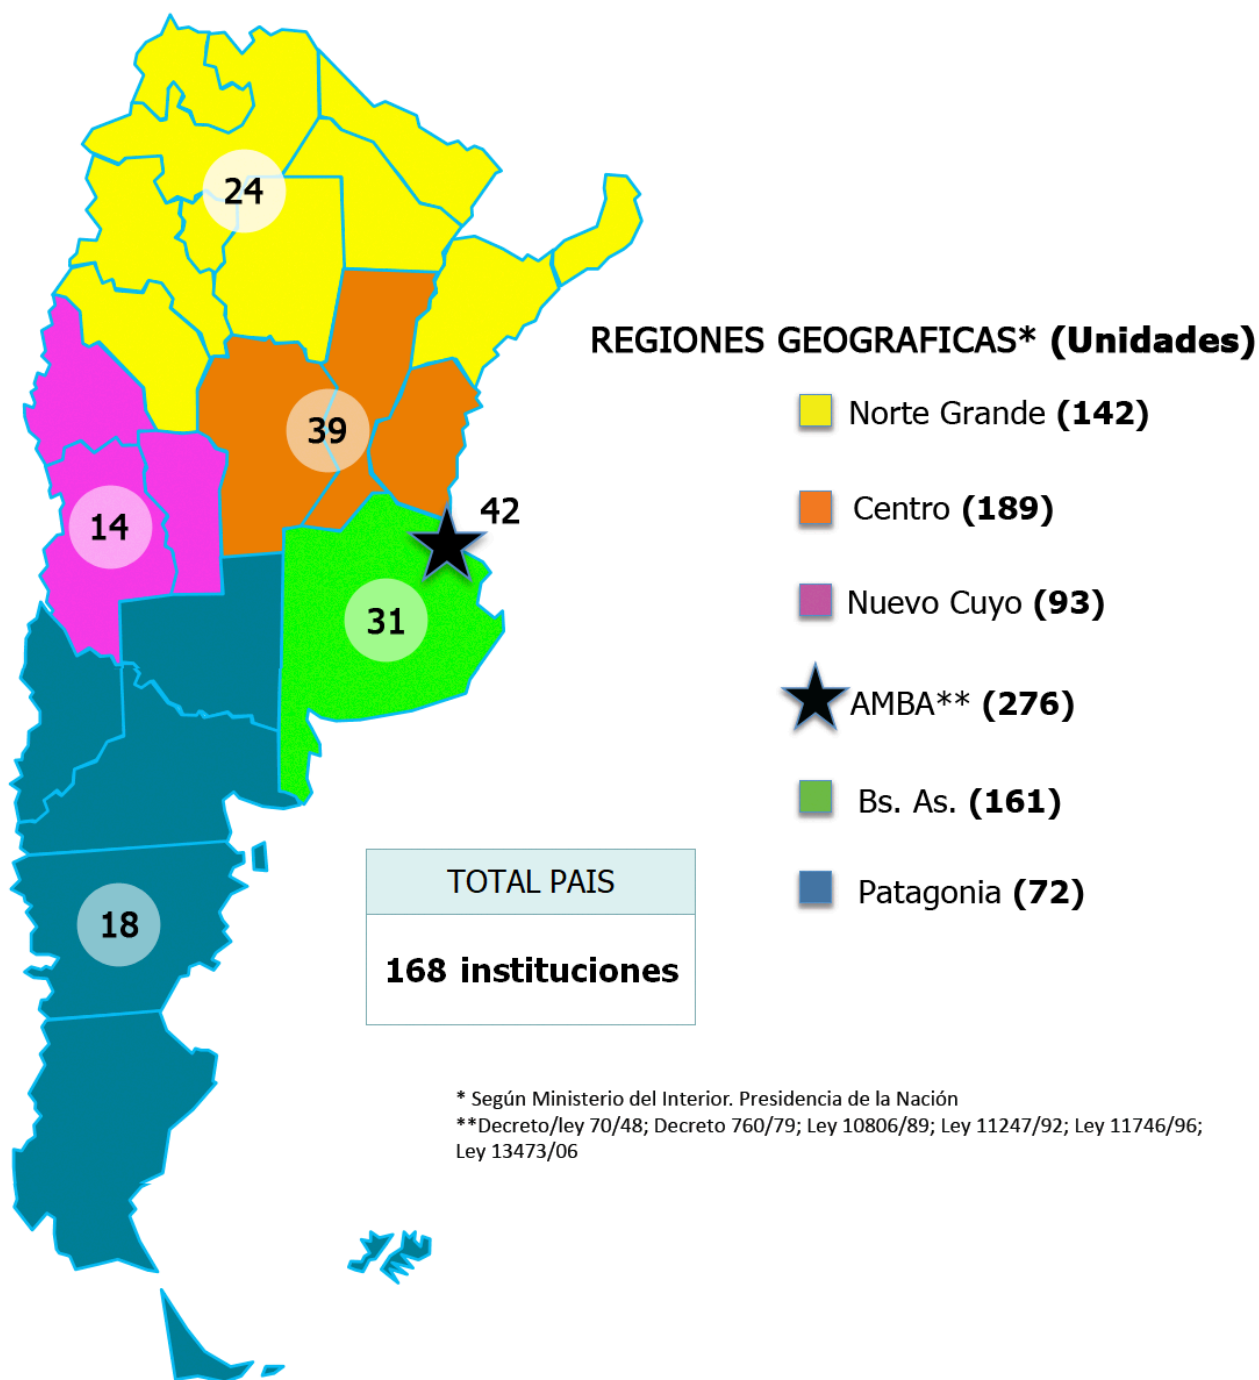 24
39
14
42
31
18
REGIONES GEOGRAFICAS* (Unidades)
Norte Grande (142)
Centro (189)
Nuevo Cuyo (93)
AMBA** (276)
Bs. As. (161)
Patagonia (72)
TOTAL PAIS
168 instituciones
* Según Ministerio del Interior. Presidencia de la Nación
**Decreto/ley 70/48; Decreto 760/79; Ley 10806/89; Ley 11247/92; Ley 11746/96;
Ley 13473/06